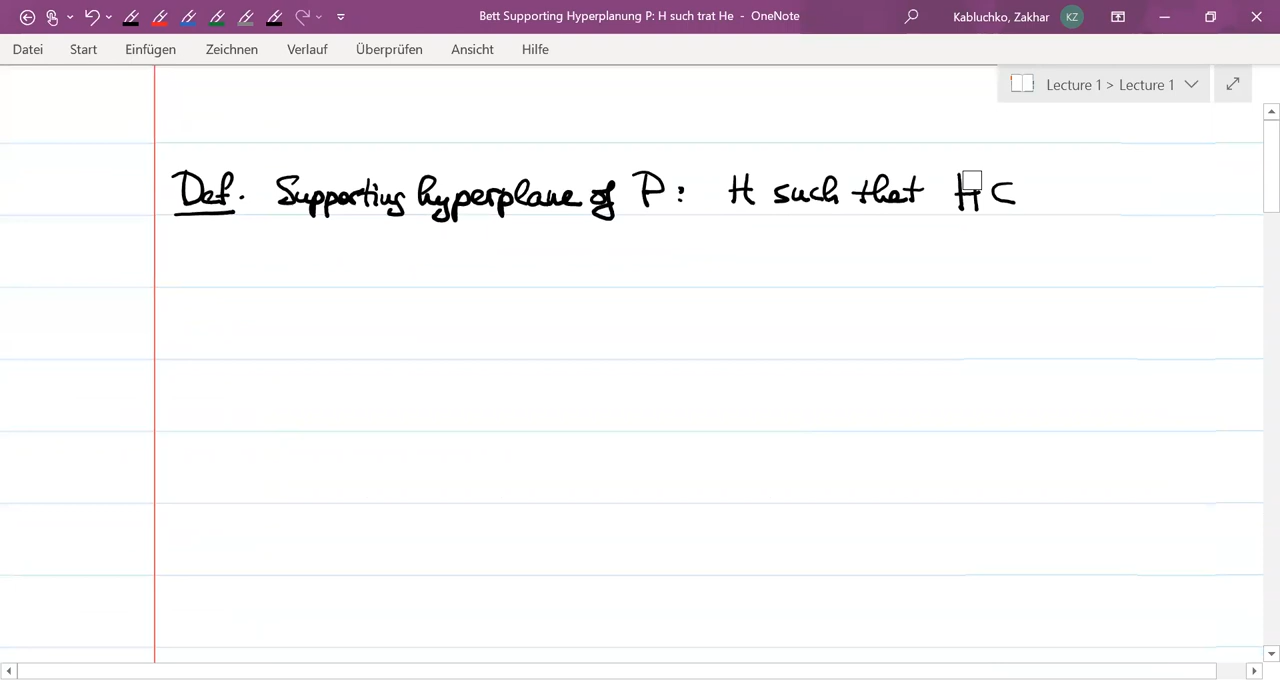 Bett Supporting Hyperplanung P: H such trat He - OneNote
Kabluchko, Zakhar
KZ
Datei Start Einfügen Zeichnen Verlauf Überprüfen Ansicht Hilfe
Lecture 1 > Lecture 1
Def. Supporting hyperplane of P: H such that H ⊂